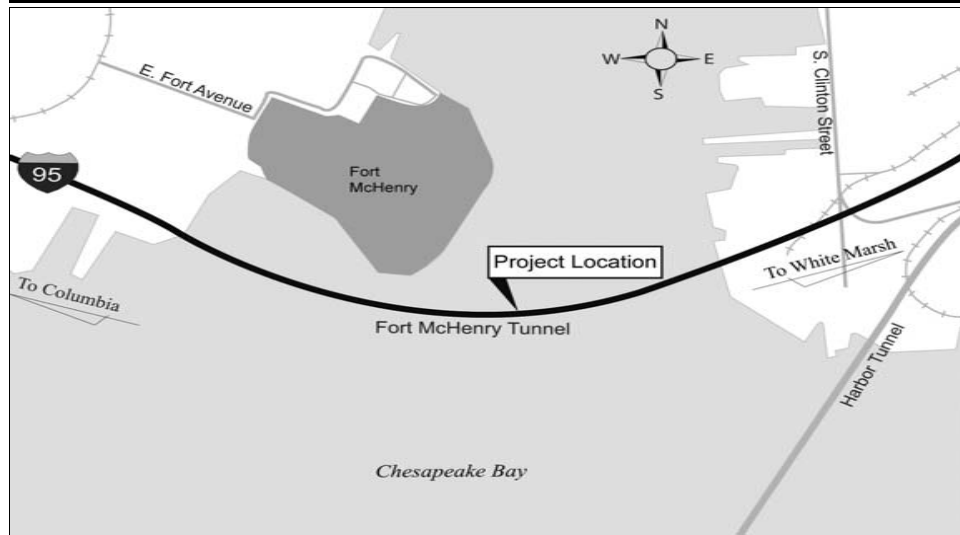 N
W E
S
E. Fort Avenue
S. Clinton Street
95
Fort
McHenry
Project Location
To White Marsh
To Columbia
Fort McHenry Tunnel
Harbor Tunnel
Chesapeake Bay